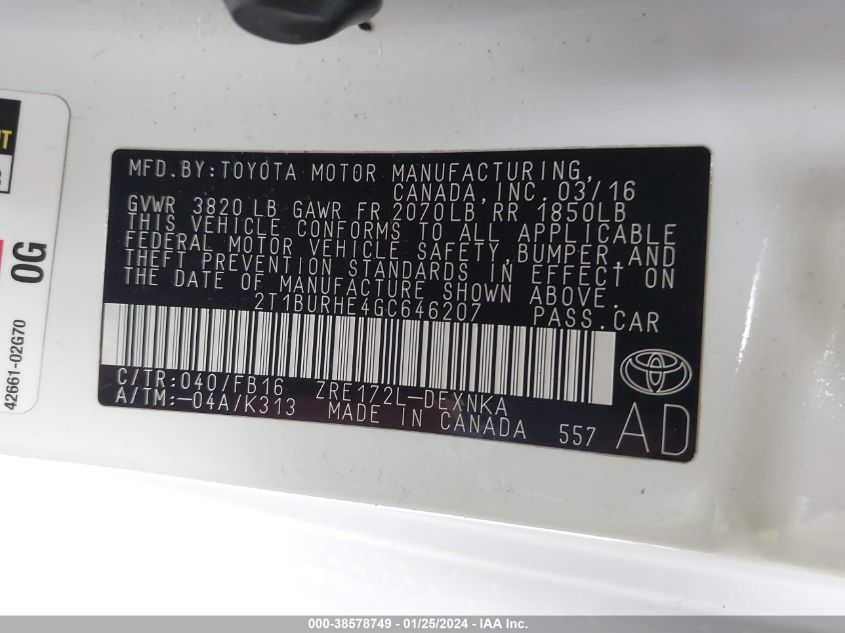 MFD. BY: TOYOTA MOTOR MANUFACTURING,
CANADA, INC. 03/16
GVWR 3820 LB GAWR FR 2070LB RR 1850LB
THIS VEHICLE CONFORMS TO ALL APPLICABLE
FEDERAL MOTOR VEHICLE SAFETY, BUMPER, AND
THEFT PREVENTION STANDARDS IN EFFECT ON
THE DATE OF MANUFACTURE SHOWN ABOVE.
2T1BURHE4GC646207 PASS. CAR
C/TR: 040/FB16 ZRE172L-DEXNKA
A/TM: -04A/K313 MADE IN CANADA 557 AD
0G
42661-02G70
000-38578749 - 01/25/2024 - IAA Inc.